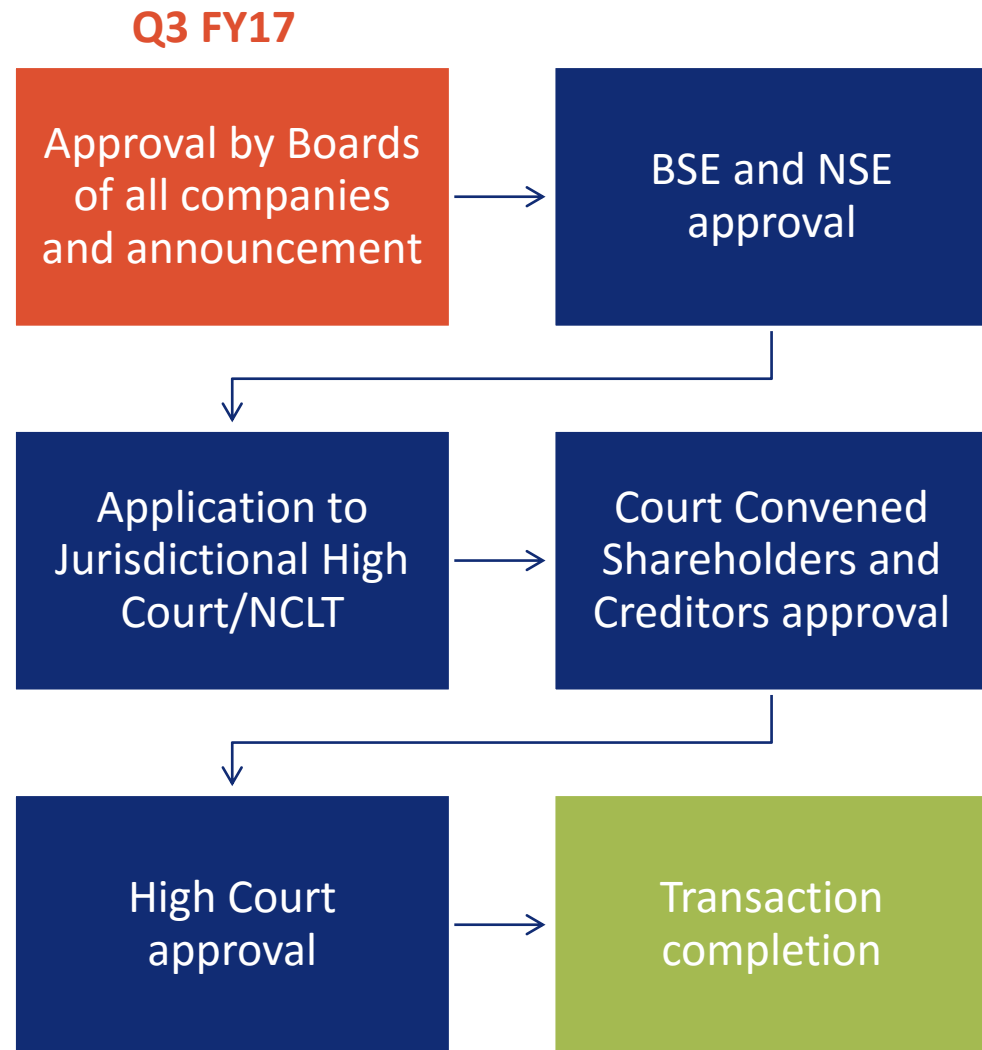 Q3 FY17
Approval by Boards
of all companies
and announcement
BSE and NSE
approval
Application to
Jurisdictional High
Court/NCLT
Court Convened
Shareholders and
Creditors approval
High Court
approval
Transaction
completion